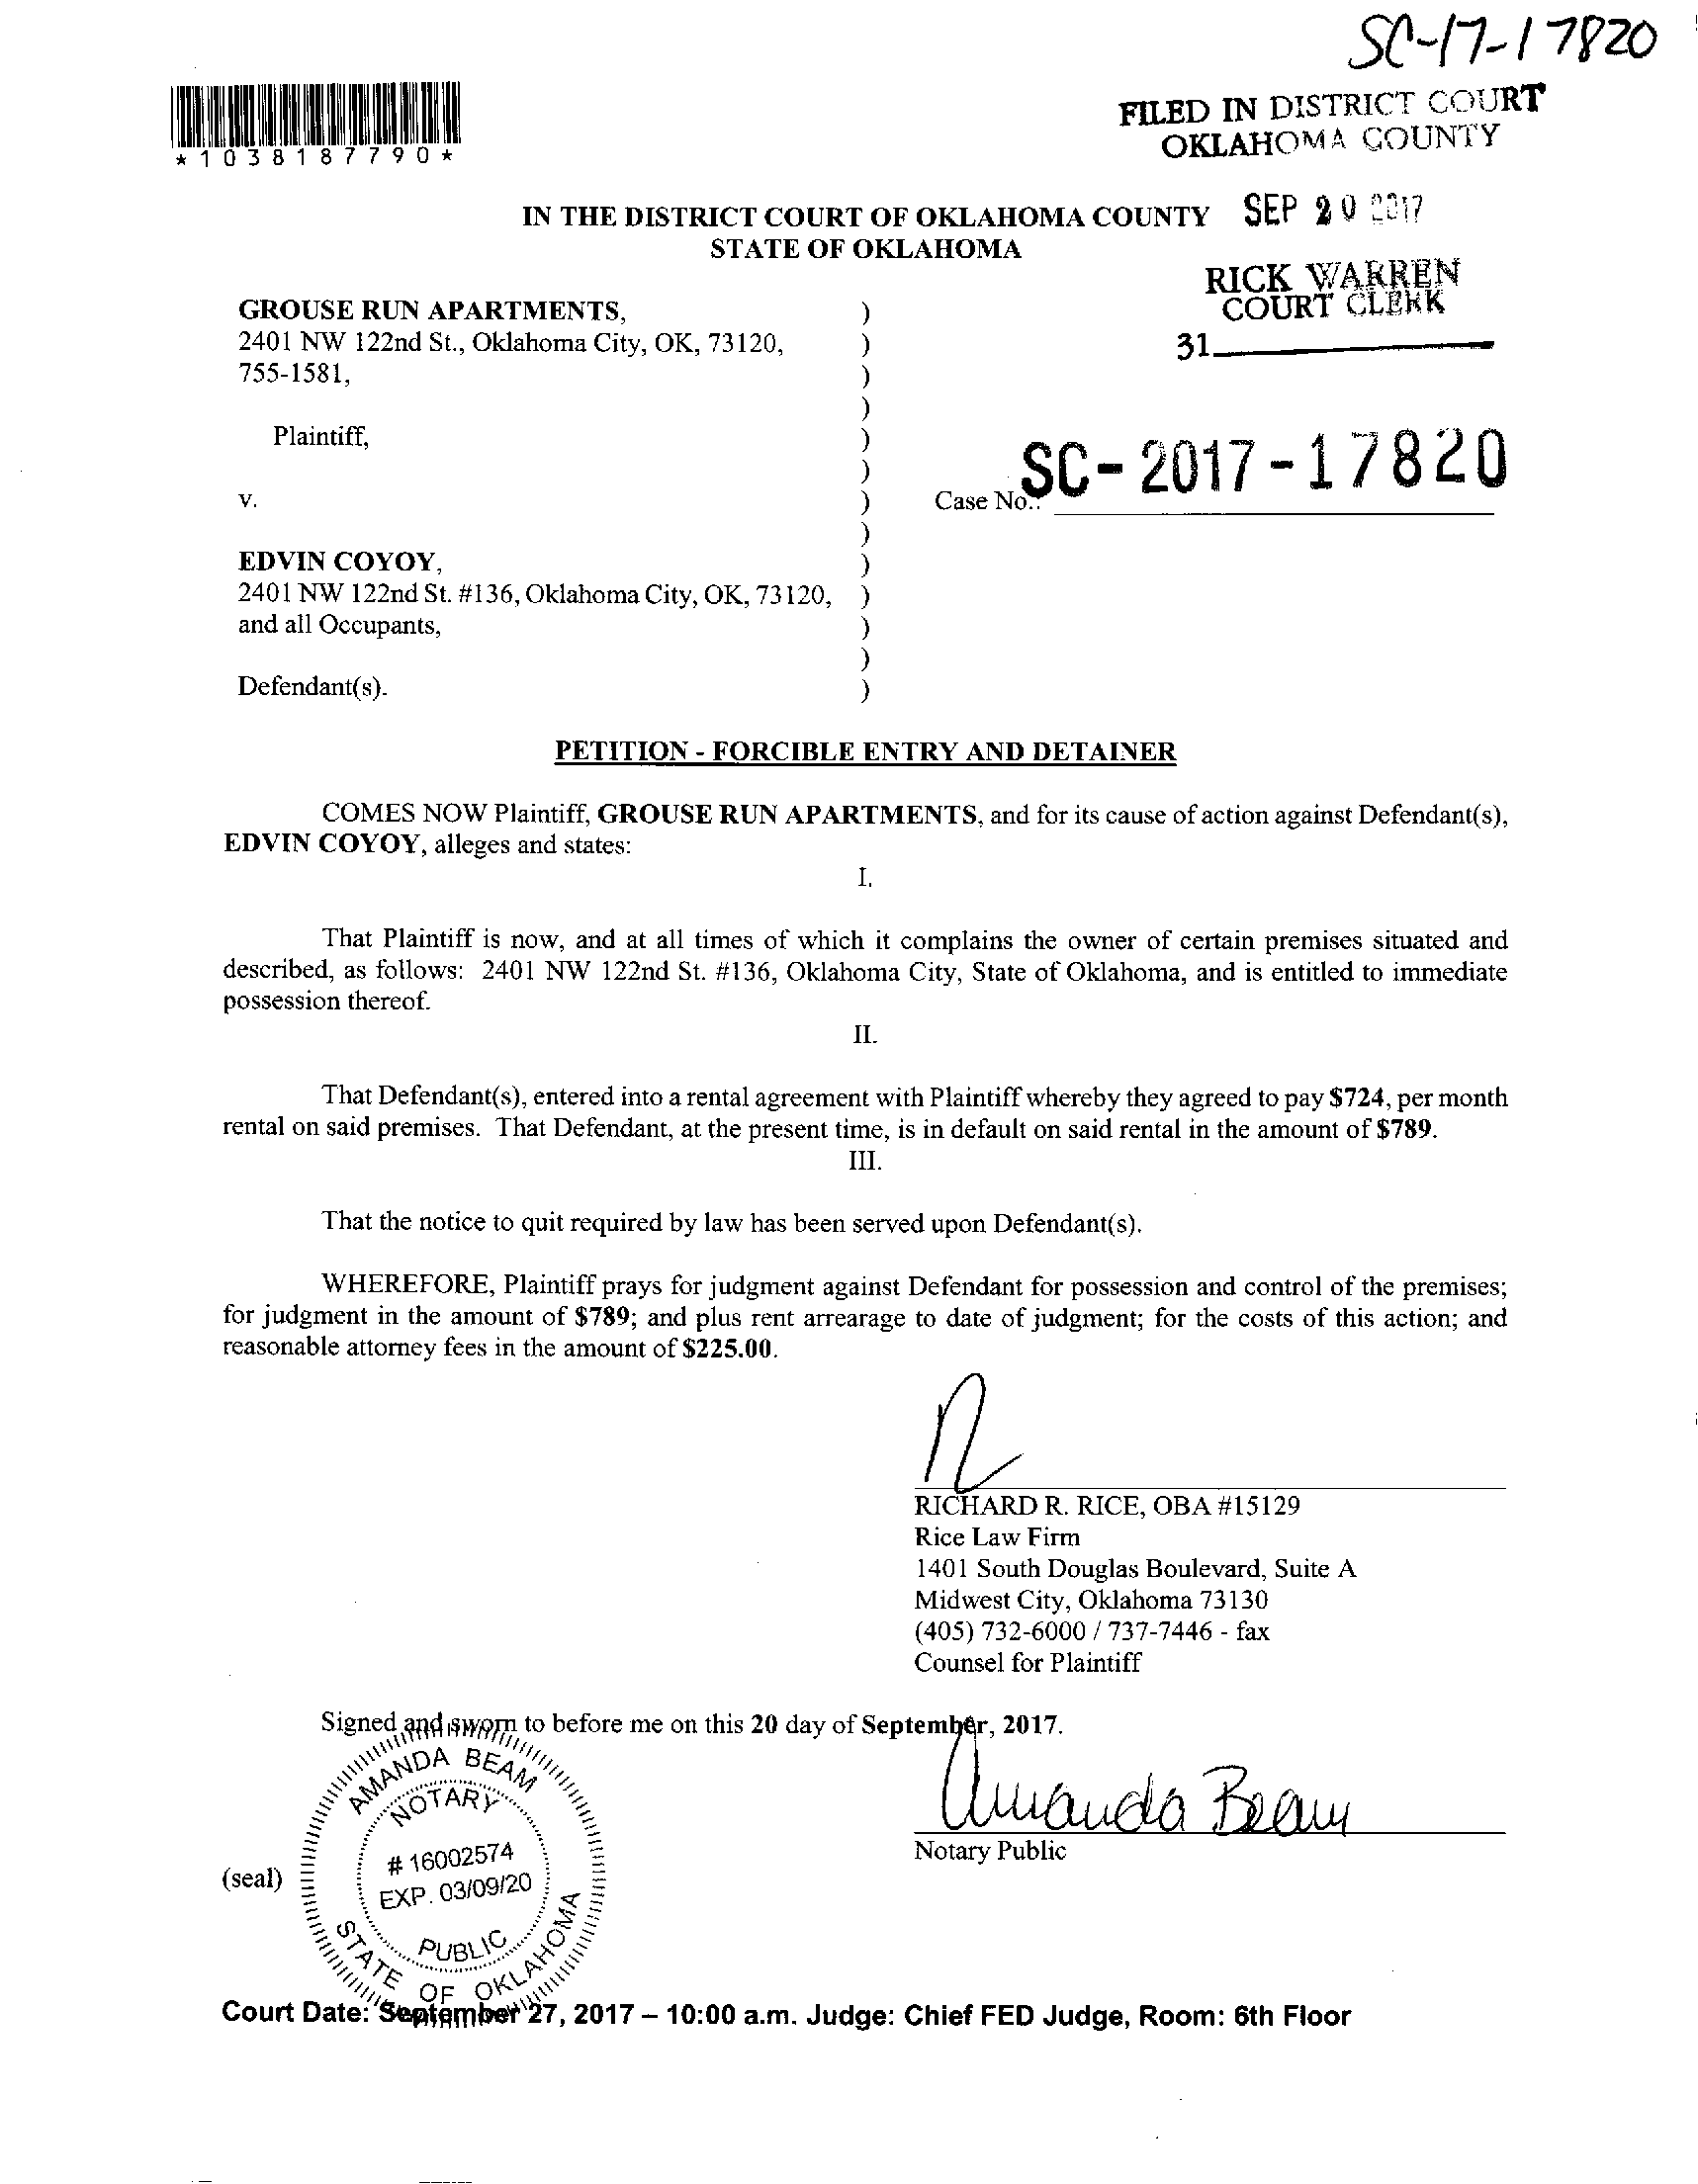 SC-17-17820
*1038187790*
FILED IN DISTRICT COURT
OKLAHOMA COUNTY
IN THE DISTRICT COURT OF OKLAHOMA COUNTY
SEP 20 2017
STATE OF OKLAHOMA
RICK WARREN
COURT CLERK
31
GROUSE RUN APARTMENTS, )
2401 NW 122nd St., Oklahoma City, OK, 73120, )
755-1581, )
)
Plaintiff, )
)
v. )
Case No.: SC-2017-17820
)
EDVIN COYOY, )
2401 NW 122nd St. #136, Oklahoma City, OK, 73120, )
and all Occupants, )
)
Defendant(s). )
PETITION - FORCIBLE ENTRY AND DETAINER
COMES NOW Plaintiff, GROUSE RUN APARTMENTS, and for its cause of action against Defendant(s),
EDVIN COYOY, alleges and states:
I.
That Plaintiff is now, and at all times of which it complains the owner of certain premises situated and
described, as follows: 2401 NW 122nd St. #136, Oklahoma City, State of Oklahoma, and is entitled to immediate
possession thereof.
II.
That Defendant(s), entered into a rental agreement with Plaintiff whereby they agreed to pay $724, per month
rental on said premises. That Defendant, at the present time, is in default on said rental in the amount of $789.
III.
That the notice to quit required by law has been served upon Defendant(s).
WHEREFORE, Plaintiff prays for judgment against Defendant for possession and control of the premises;
for judgment in the amount of $789; and plus rent arrearage to date of judgment; for the costs of this action; and
reasonable attorney fees in the amount of $225.00.
RICHARD R. RICE, OBA #15129
Rice Law Firm
1401 South Douglas Boulevard, Suite A
Midwest City, Oklahoma 73130
(405) 732-6000 / 737-7446 - fax
Counsel for Plaintiff
Signed and sworn to before me on this 20 day of September, 2017.
Amanda Beam
Notary Public
(seal)
AMANDA BEAM
NOTARY
# 16002574
EXP. 03/09/20
PUBLIC
STATE OF OKLAHOMA
Court Date: September 27, 2017 – 10:00 a.m. Judge: Chief FED Judge, Room: 6th Floor